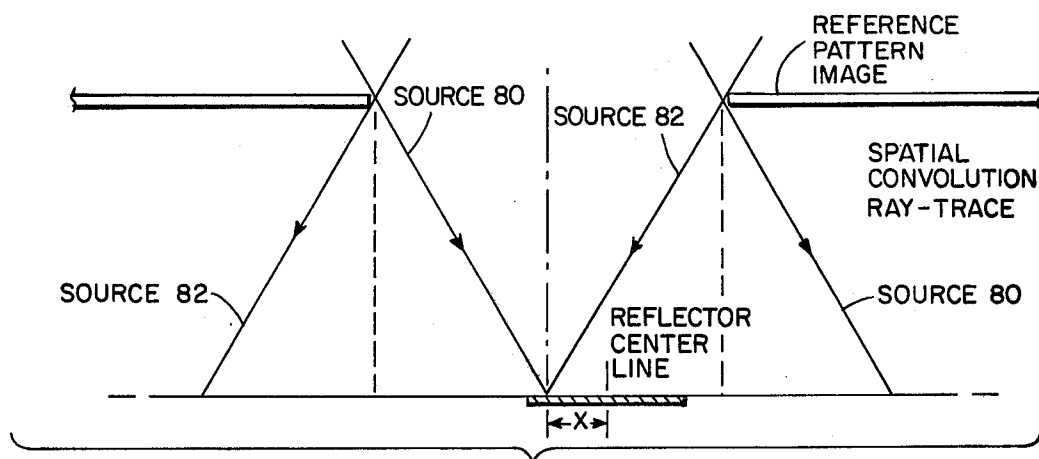 REFERENCE
PATTERN
IMAGE
SOURCE 80
SOURCE 82
SPATIAL
CONVOLUTION
RAY-TRACE
SOURCE 82
SOURCE 80
REFLECTOR
CENTER
LINE
X